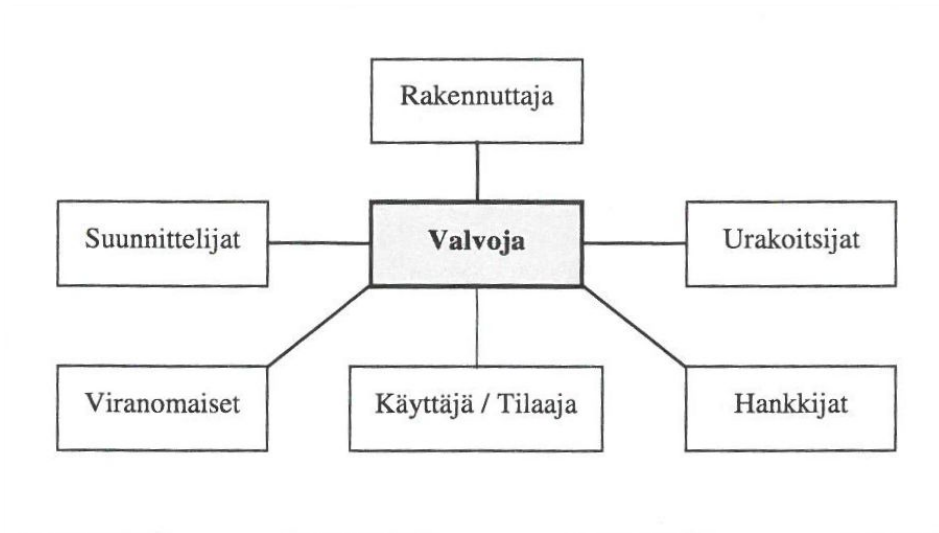 Rakennuttaja
Suunnittelijat
Valvoja
Urakoitsijat
Viranomaiset
Käyttäjä / Tilaaja
Hankkijat